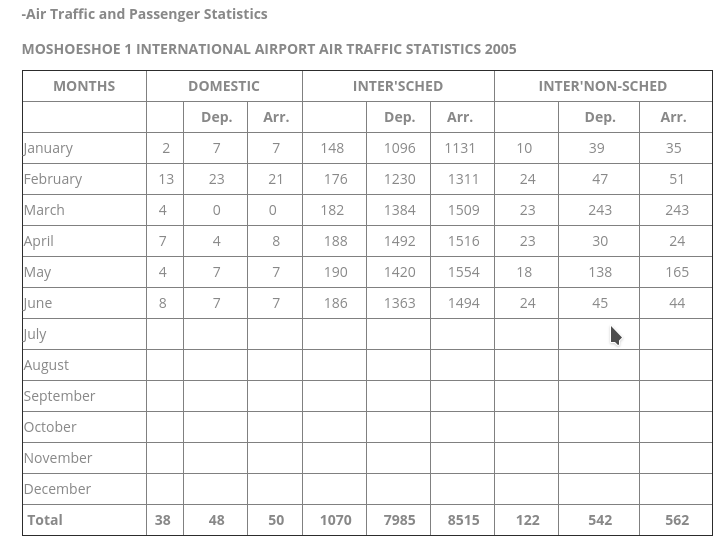 -Air Traffic and Passenger Statistics
MOSHOESHOE 1 INTERNATIONAL AIRPORT AIR TRAFFIC STATISTICS 2005
MONTHS DOMESTIC INTER'SCHED INTER'NON-SCHED
Dep. Arr. Dep. Arr. Dep. Arr.
January 2 7 7 148 1096 1131 10 39 35
February 13 23 21 176 1230 1311 24 47 51
March 4 0 0 182 1384 1509 23 243 243
April 7 4 8 188 1492 1516 23 30 24
May 4 7 7 190 1420 1554 18 138 165
June 8 7 7 186 1363 1494 24 45 44
July
August
September
October
November
December
Total 38 48 50 1070 7985 8515 122 542 562